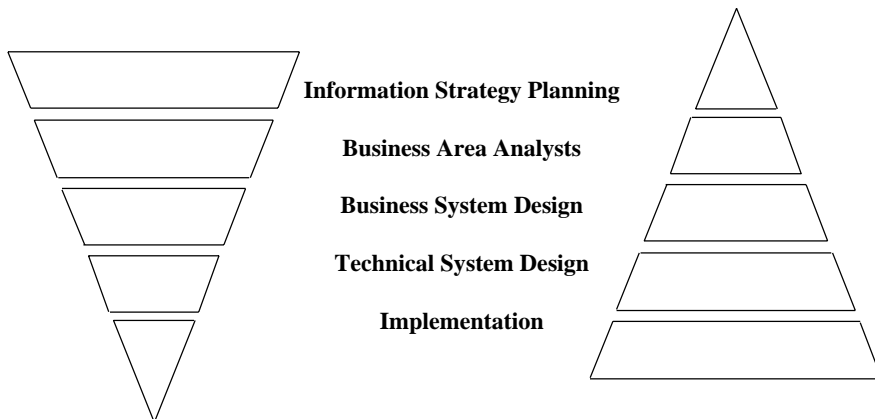 Information Strategy Planning
Business Area Analysts
Business System Design
Technical System Design
Implementation